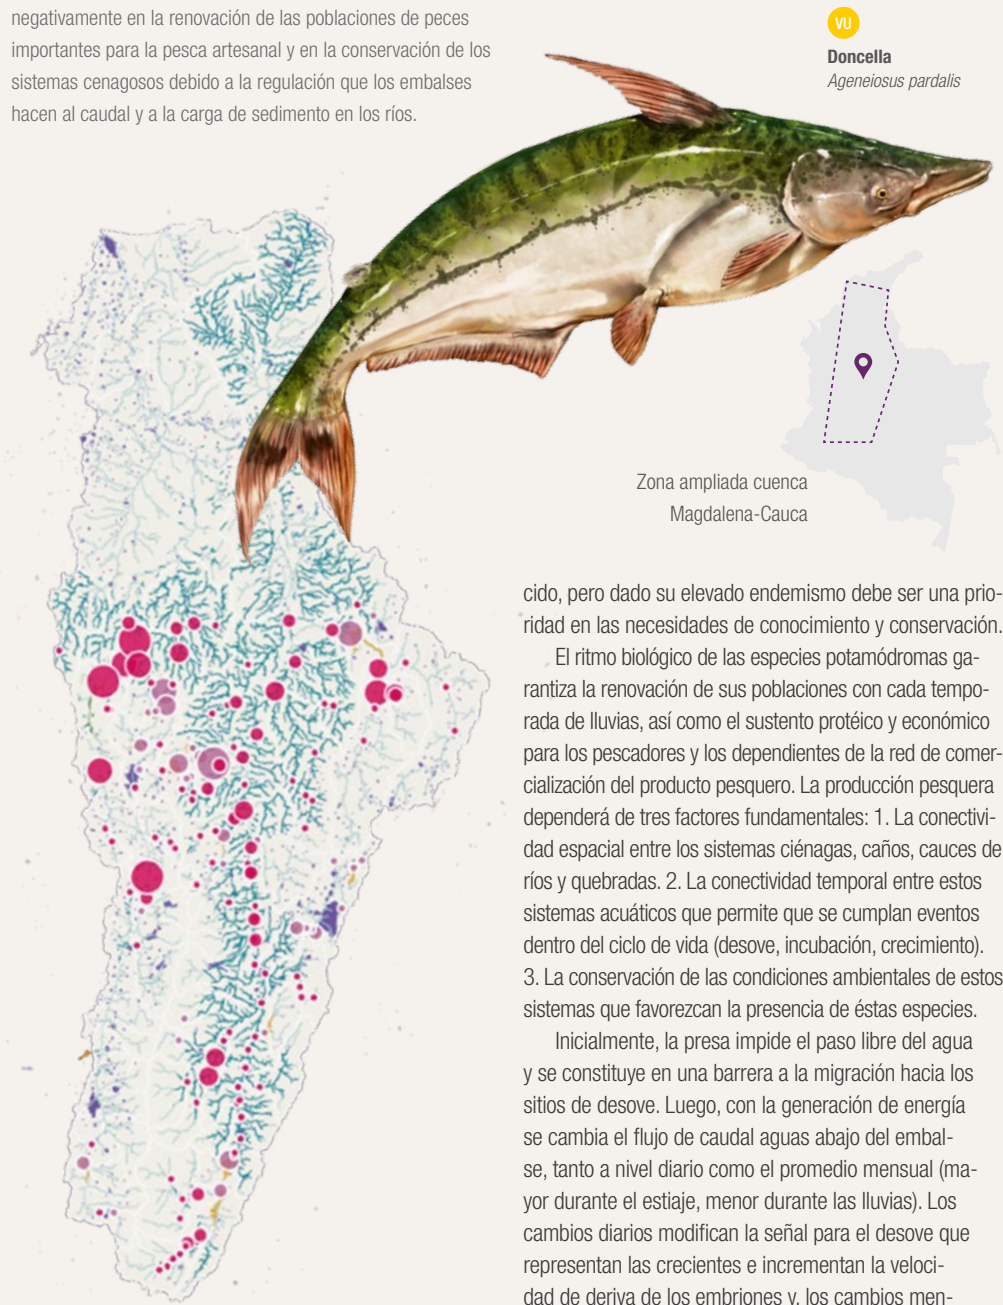 negativamente en la renovación de las poblaciones de peces
importantes para la pesca artesanal y en la conservación de los
sistemas cenagosos debido a la regulación que los embalses
hacen al caudal y a la carga de sedimento en los ríos.
VU
Doncella
Ageneiosus pardalis
Zona ampliada cuenca
Magdalena-Cauca
cido, pero dado su elevado endemismo debe ser una prio-
ridad en las necesidades de conocimiento y conservación.
El ritmo biológico de las especies potamódromas ga-
rantiza la renovación de sus poblaciones con cada tempo-
rada de lluvias, así como el sustento protéico y económico
para los pescadores y los dependientes de la red de comer-
cialización del producto pesquero. La producción pesquera
dependerá de tres factores fundamentales: 1. La conectivi-
dad espacial entre los sistemas ciénagas, caños, cauces de
ríos y quebradas. 2. La conectividad temporal entre estos
sistemas acuáticos que permite que se cumplan eventos
dentro del ciclo de vida (desove, incubación, crecimiento).
3. La conservación de las condiciones ambientales de estos
sistemas que favorezcan la presencia de éstas especies.
Inicialmente, la presa impide el paso libre del agua
y se constituye en una barrera a la migración hacia los
sitios de desove. Luego, con la generación de energía
se cambia el flujo de caudal aguas abajo del embal-
se, tanto a nivel diario como el promedio mensual (ma-
yor durante el estiaje, menor durante las lluvias). Los
cambios diarios modifican la señal para el desove que
representan las crecientes e incrementan la veloci-
dad de deriva de los embriones y, los cambios men-